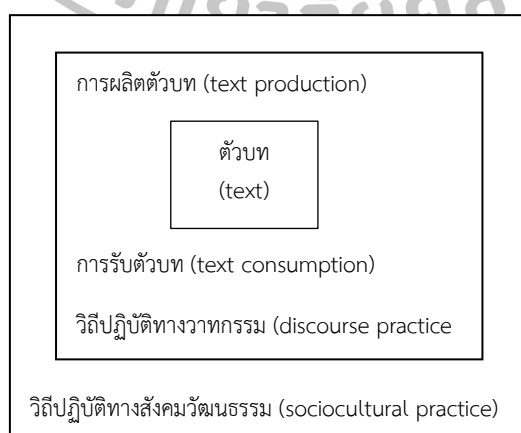 การผลิตตัวบท (text production)
ตัวบท
(text)
การรับตัวบท (text consumption)
วิถีปฏิบัติทางวาทกรรม (discourse practice
วิถีปฏิบัติทางสังคมวัฒนธรรม (sociocultural practice)